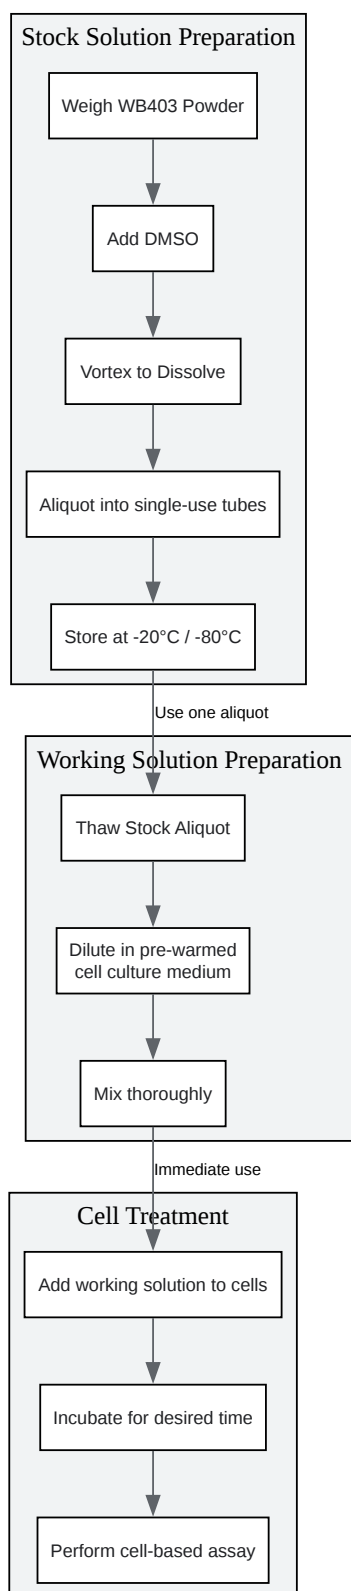 Stock Solution Preparation
Weigh WB403 Powder
Add DMSO
Vortex to Dissolve
Aliquot into single-use tubes
Store at -20°C / -80°C
Use one aliquot
Working Solution Preparation
Thaw Stock Aliquot
Dilute in pre-warmed
cell culture medium
Mix thoroughly
Immediate use
Cell Treatment
Add working solution to cells
Incubate for desired time
Perform cell-based assay